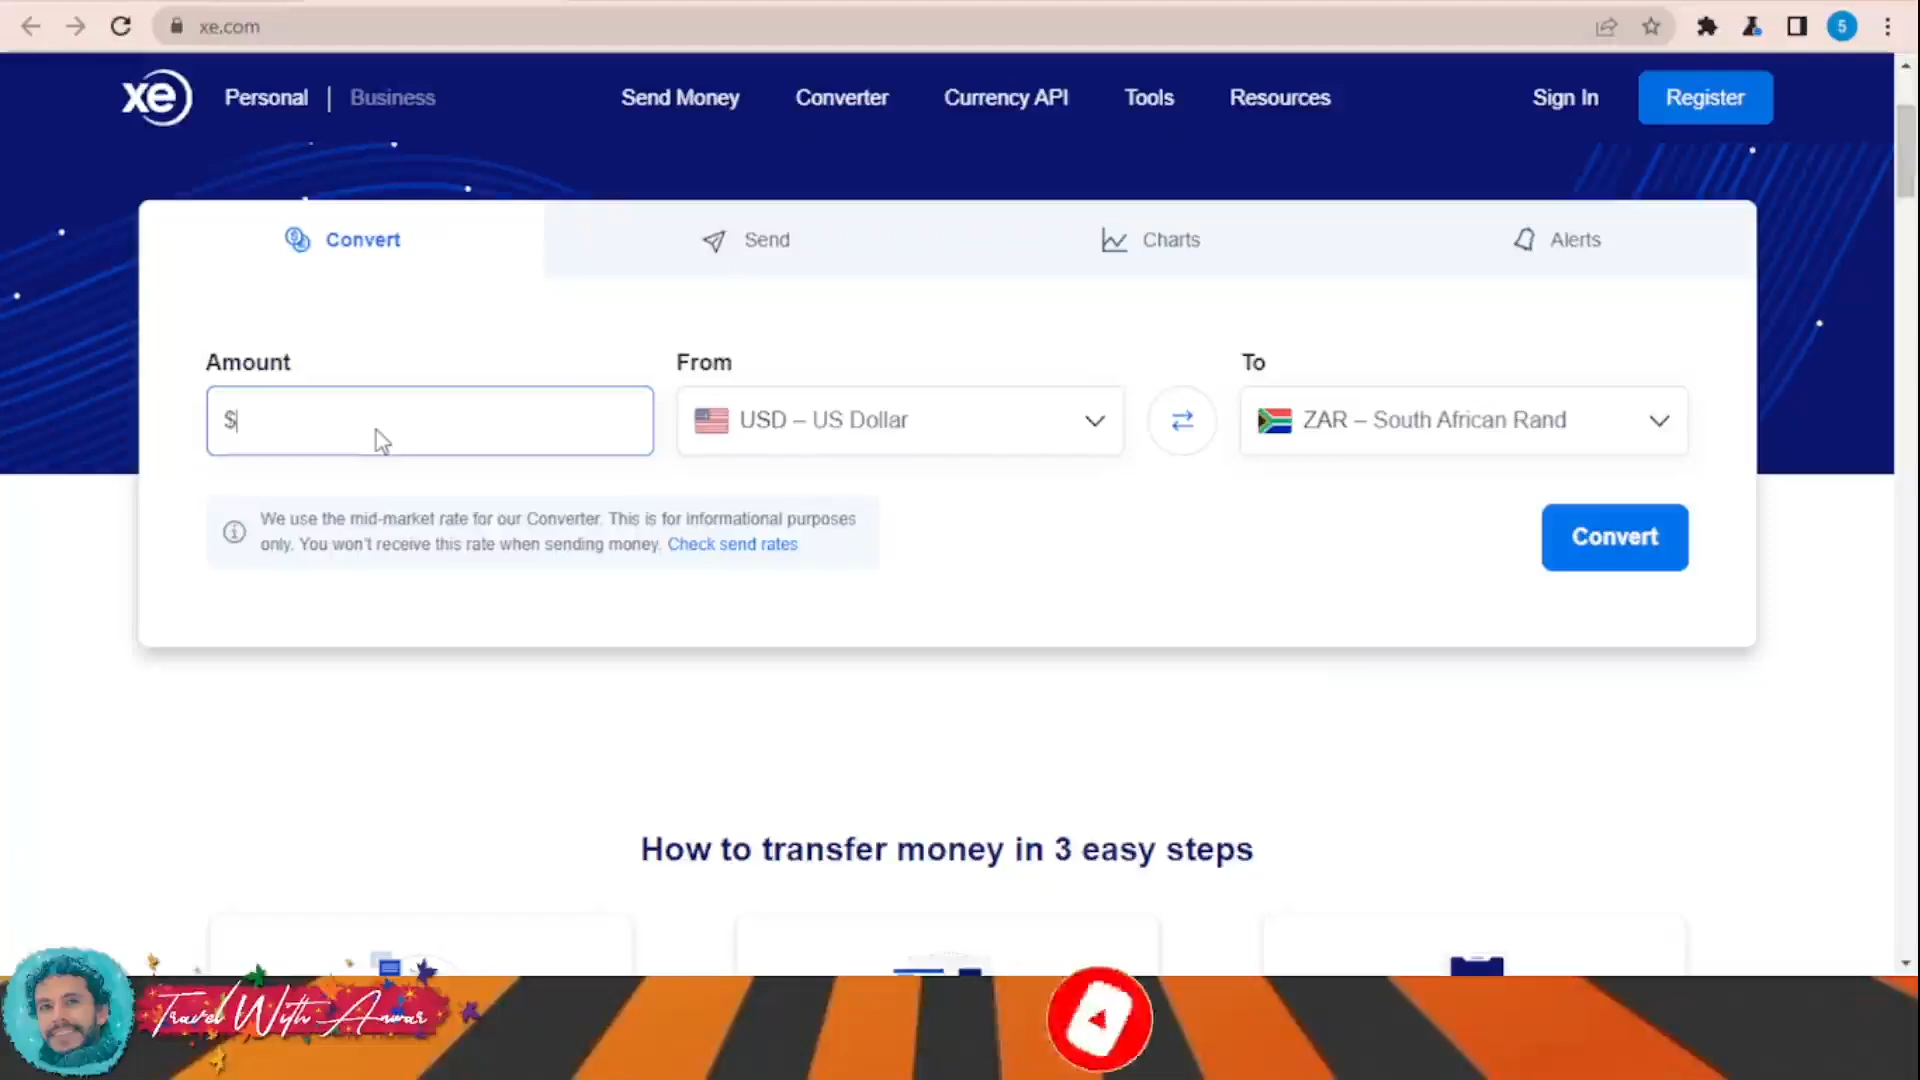 xe.com
5
xe
Personal | Business
Send Money
Converter
Currency API
Tools
Resources
Sign In
Register
Convert
Send
Charts
Alerts
Amount
From
To
$
USD – US Dollar
ZAR – South African Rand
We use the mid-market rate for our Converter. This is for informational purposes
only. You won't receive this rate when sending money. Check send rates
Convert
How to transfer money in 3 easy steps
Travel With Anwar